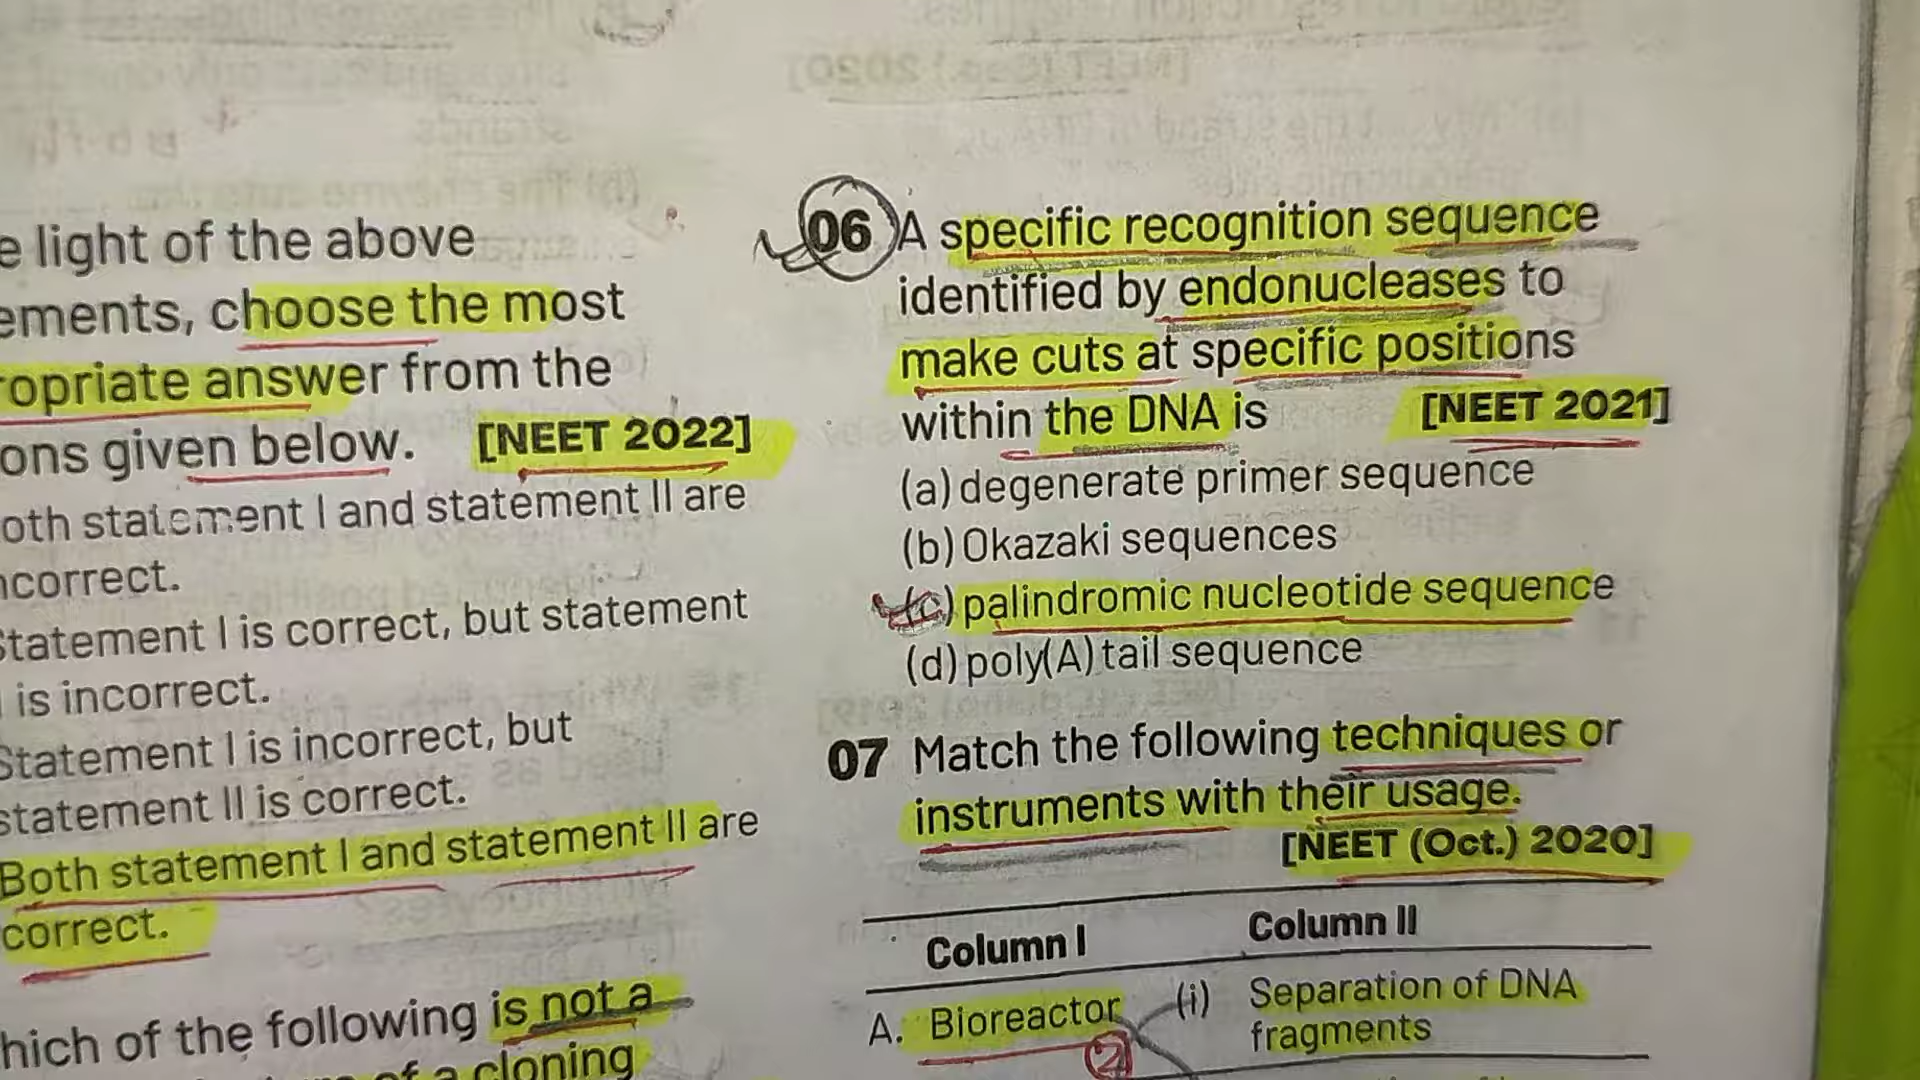 e light of the above
ements, choose the most
ropriate answer from the
ons given below. [NEET 2022]
oth statement I and statement II are
ncorrect.
Statement I is correct, but statement
I is incorrect.
Statement I is incorrect, but
statement II is correct.
Both statement I and statement II are
correct.
hich of the following is not a
of a cloning
06 A specific recognition sequence
identified by endonucleases to
make cuts at specific positions
within the DNA is [NEET 2021]
(a) degenerate primer sequence
(b) Okazaki sequences
(c) palindromic nucleotide sequence
(d) poly(A) tail sequence
07 Match the following techniques or
instruments with their usage.
[NEET (Oct.) 2020]
Column I Column II
A. Bioreactor (i) Separation of DNA
fragments
2